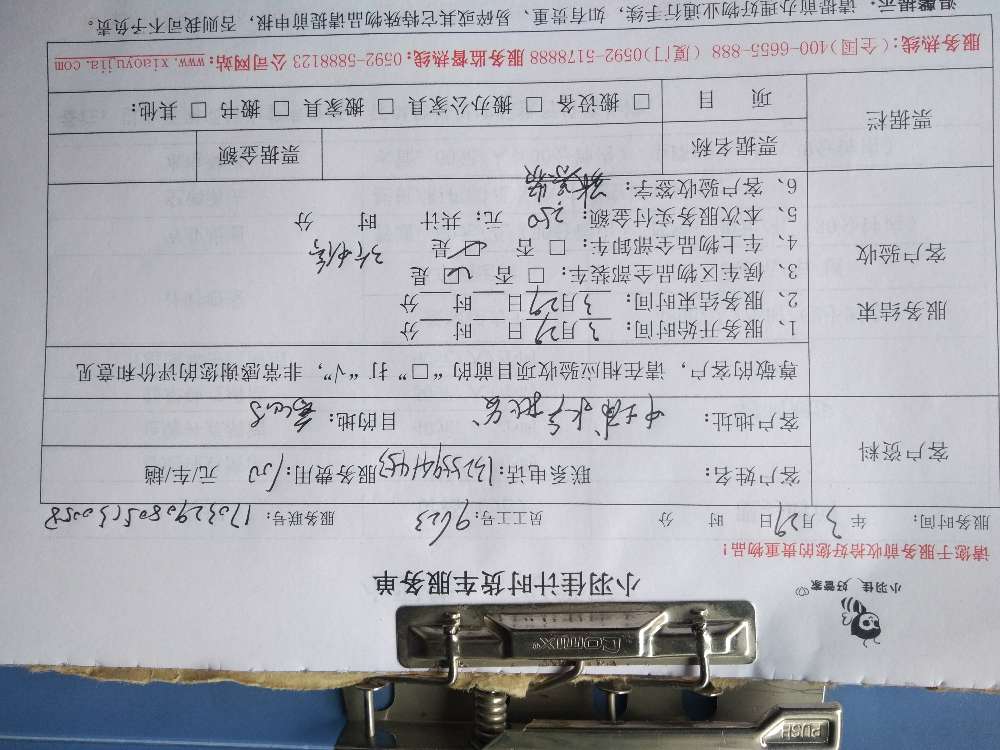 小羽佳 好管家
小羽佳计时货车服务单
请您于服务前收拾好您的贵重物品！
服务时间： 年 3月29日 时 分 员工工号：9623 服务联号：
客户资料
客户姓名： 联系电话： 服务费用：150 元/车/趟
客户地址： 目的地：
尊敬的客户，请在相应验收项目前的“□”打“√”，非常感谢您的评价和意见
服务结束
客户验收
1、服务开始时间：3月29日 时 分
2、服务结束时间：3月29日 时 分
3、候车区物品全部装车：□ 否 □ 是
4、车上物品全部卸车：□ 否 □ 是
5、本次服务实付金额：250 元；共计 时 分
6、客户验收签字：
票据栏
票据名称 票据金额
项 目 □ 搬设备 □ 搬办公家具 □ 搬家具 □ 搬书 □ 其他：
服务热线：（全国）400-6655-888（厦门）0592-5178888 服务监督热线：0592-5888123 公司网站：www.xiaoyujia.com
温馨提示：请提前办理好物业通行手续，如有贵重、易碎或其它特殊物品请提前申报，否则我司不予负责。
COMIX
PUSH